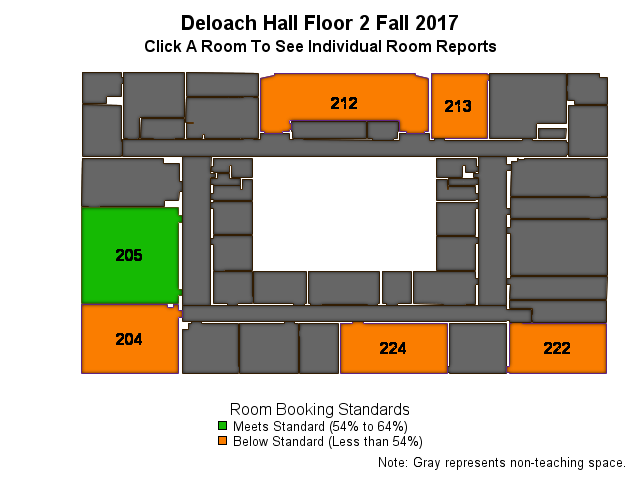 Deloach Hall Floor 2 Fall 2017
Click A Room To See Individual Room Reports
212
213
205
204
224
222
Room Booking Standards
Meets Standard (54% to 64%)
Below Standard (Less than 54%)
Note: Gray represents non-teaching space.